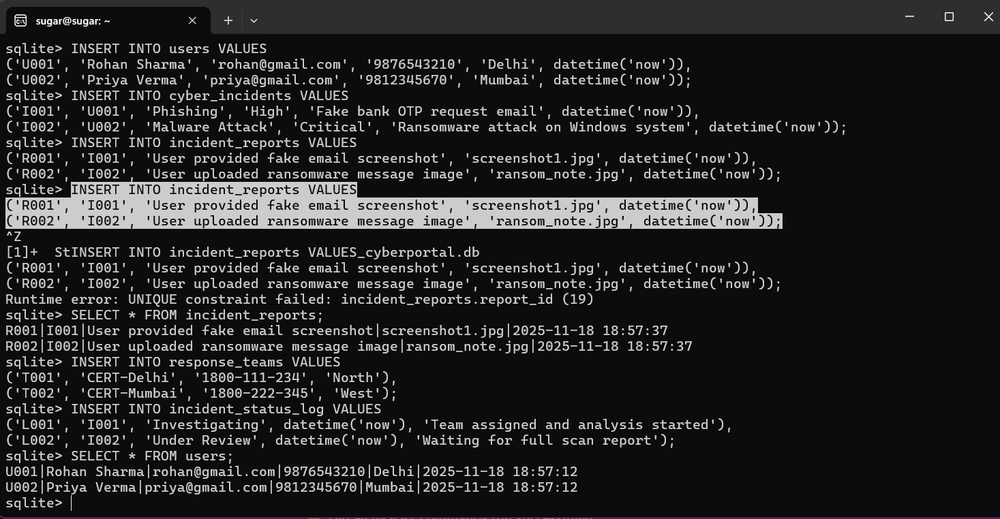 sugar@sugar: ~
sqlite> INSERT INTO users VALUES
('U001', 'Rohan Sharma', 'rohan@gmail.com', '9876543210', 'Delhi', datetime('now')),
('U002', 'Priya Verma', 'priya@gmail.com', '9812345670', 'Mumbai', datetime('now'));
sqlite> INSERT INTO cyber_incidents VALUES
('I001', 'U001', 'Phishing', 'High', 'Fake bank OTP request email', datetime('now')),
('I002', 'U002', 'Malware Attack', 'Critical', 'Ransomware attack on Windows system', datetime('now'));
sqlite> INSERT INTO incident_reports VALUES
('R001', 'I001', 'User provided fake email screenshot', 'screenshot1.jpg', datetime('now')),
('R002', 'I002', 'User uploaded ransomware message image', 'ransom_note.jpg', datetime('now'));
sqlite> INSERT INTO incident_reports VALUES
('R001', 'I001', 'User provided fake email screenshot', 'screenshot1.jpg', datetime('now')),
('R002', 'I002', 'User uploaded ransomware message image', 'ransom_note.jpg', datetime('now'));
^Z
[1]+  StINSERT INTO incident_reports VALUES_cyberportal.db
('R001', 'I001', 'User provided fake email screenshot', 'screenshot1.jpg', datetime('now')),
('R002', 'I002', 'User uploaded ransomware message image', 'ransom_note.jpg', datetime('now'));
Runtime error: UNIQUE constraint failed: incident_reports.report_id (19)
sqlite> SELECT * FROM incident_reports;
R001|I001|User provided fake email screenshot|screenshot1.jpg|2025-11-18 18:57:37
R002|I002|User uploaded ransomware message image|ransom_note.jpg|2025-11-18 18:57:37
sqlite> INSERT INTO response_teams VALUES
('T001', 'CERT-Delhi', '1800-111-234', 'North'),
('T002', 'CERT-Mumbai', '1800-222-345', 'West');
sqlite> INSERT INTO incident_status_log VALUES
('L001', 'I001', 'Investigating', datetime('now'), 'Team assigned and analysis started'),
('L002', 'I002', 'Under Review', datetime('now'), 'Waiting for full scan report');
sqlite> SELECT * FROM users;
U001|Rohan Sharma|rohan@gmail.com|9876543210|Delhi|2025-11-18 18:57:12
U002|Priya Verma|priya@gmail.com|9812345670|Mumbai|2025-11-18 18:57:12
sqlite>